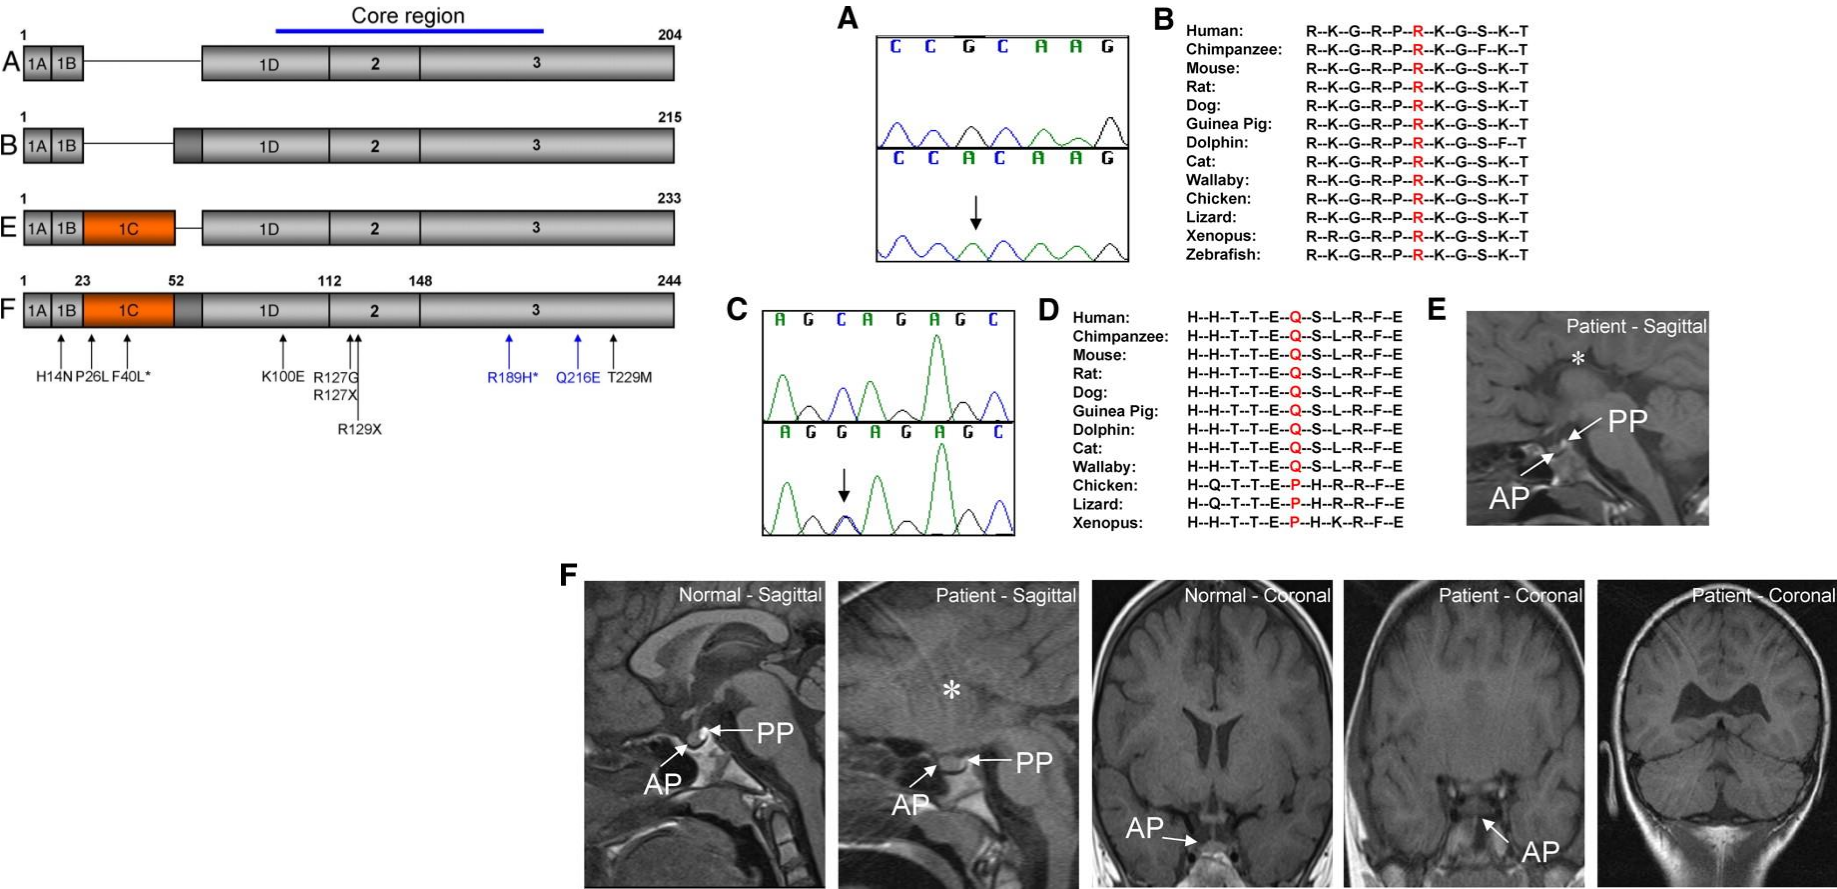 Core region
1 204
A 1A 1B 1D 2 3
1 215
B 1A 1B 1D 2 3
1 233
E 1A 1B 1C 1D 2 3
1 23 52 112 148 244
F 1A 1B 1C 1D 2 3
H14N P26L F40L* K100E R127G R189H* Q216E T229M
R127X
R129X
A
C C G C A A G
C C A C A A G
B
Human: R--K--G--R--P--R--K--G--S--K--T
Chimpanzee: R--K--G--R--P--R--K--G--F--K--T
Mouse: R--K--G--R--P--R--K--G--S--K--T
Rat: R--K--G--R--P--R--K--G--S--K--T
Dog: R--K--G--R--P--R--K--G--S--K--T
Guinea Pig: R--K--G--R--P--R--K--G--S--K--T
Dolphin: R--K--G--R--P--R--K--G--S--F--T
Cat: R--K--G--R--P--R--K--G--S--K--T
Wallaby: R--K--G--R--P--R--K--G--S--K--T
Chicken: R--K--G--R--P--R--K--G--S--K--T
Lizard: R--K--G--R--P--R--K--G--S--K--T
Xenopus: R--R--G--R--P--R--K--G--S--K--T
Zebrafish: R--K--G--R--P--R--K--G--S--K--T
C
A G C A G A G C
A G G A G A G C
D
Human: H--H--T--T--E--Q--S--L--R--F--E
Chimpanzee: H--H--T--T--E--Q--S--L--R--F--E
Mouse: H--H--T--T--E--Q--S--L--R--F--E
Rat: H--H--T--T--E--Q--S--L--R--F--E
Dog: H--H--T--T--E--Q--S--L--R--F--E
Guinea Pig: H--H--T--T--E--Q--S--L--R--F--E
Dolphin: H--H--T--T--E--Q--S--L--R--F--E
Cat: H--H--T--T--E--Q--S--L--R--F--E
Wallaby: H--H--T--T--E--Q--S--L--R--F--E
Chicken: H--Q--T--T--E--P--H--R--R--F--E
Lizard: H--Q--T--T--E--P--H--R--R--F--E
Xenopus: H--H--T--T--E--P--H--K--R--F--E
E
Patient - Sagittal
*
PP
AP
F
Normal - Sagittal
PP
AP
Patient - Sagittal
*
PP
AP
Normal - Coronal
AP
Patient - Coronal
AP
Patient - Coronal